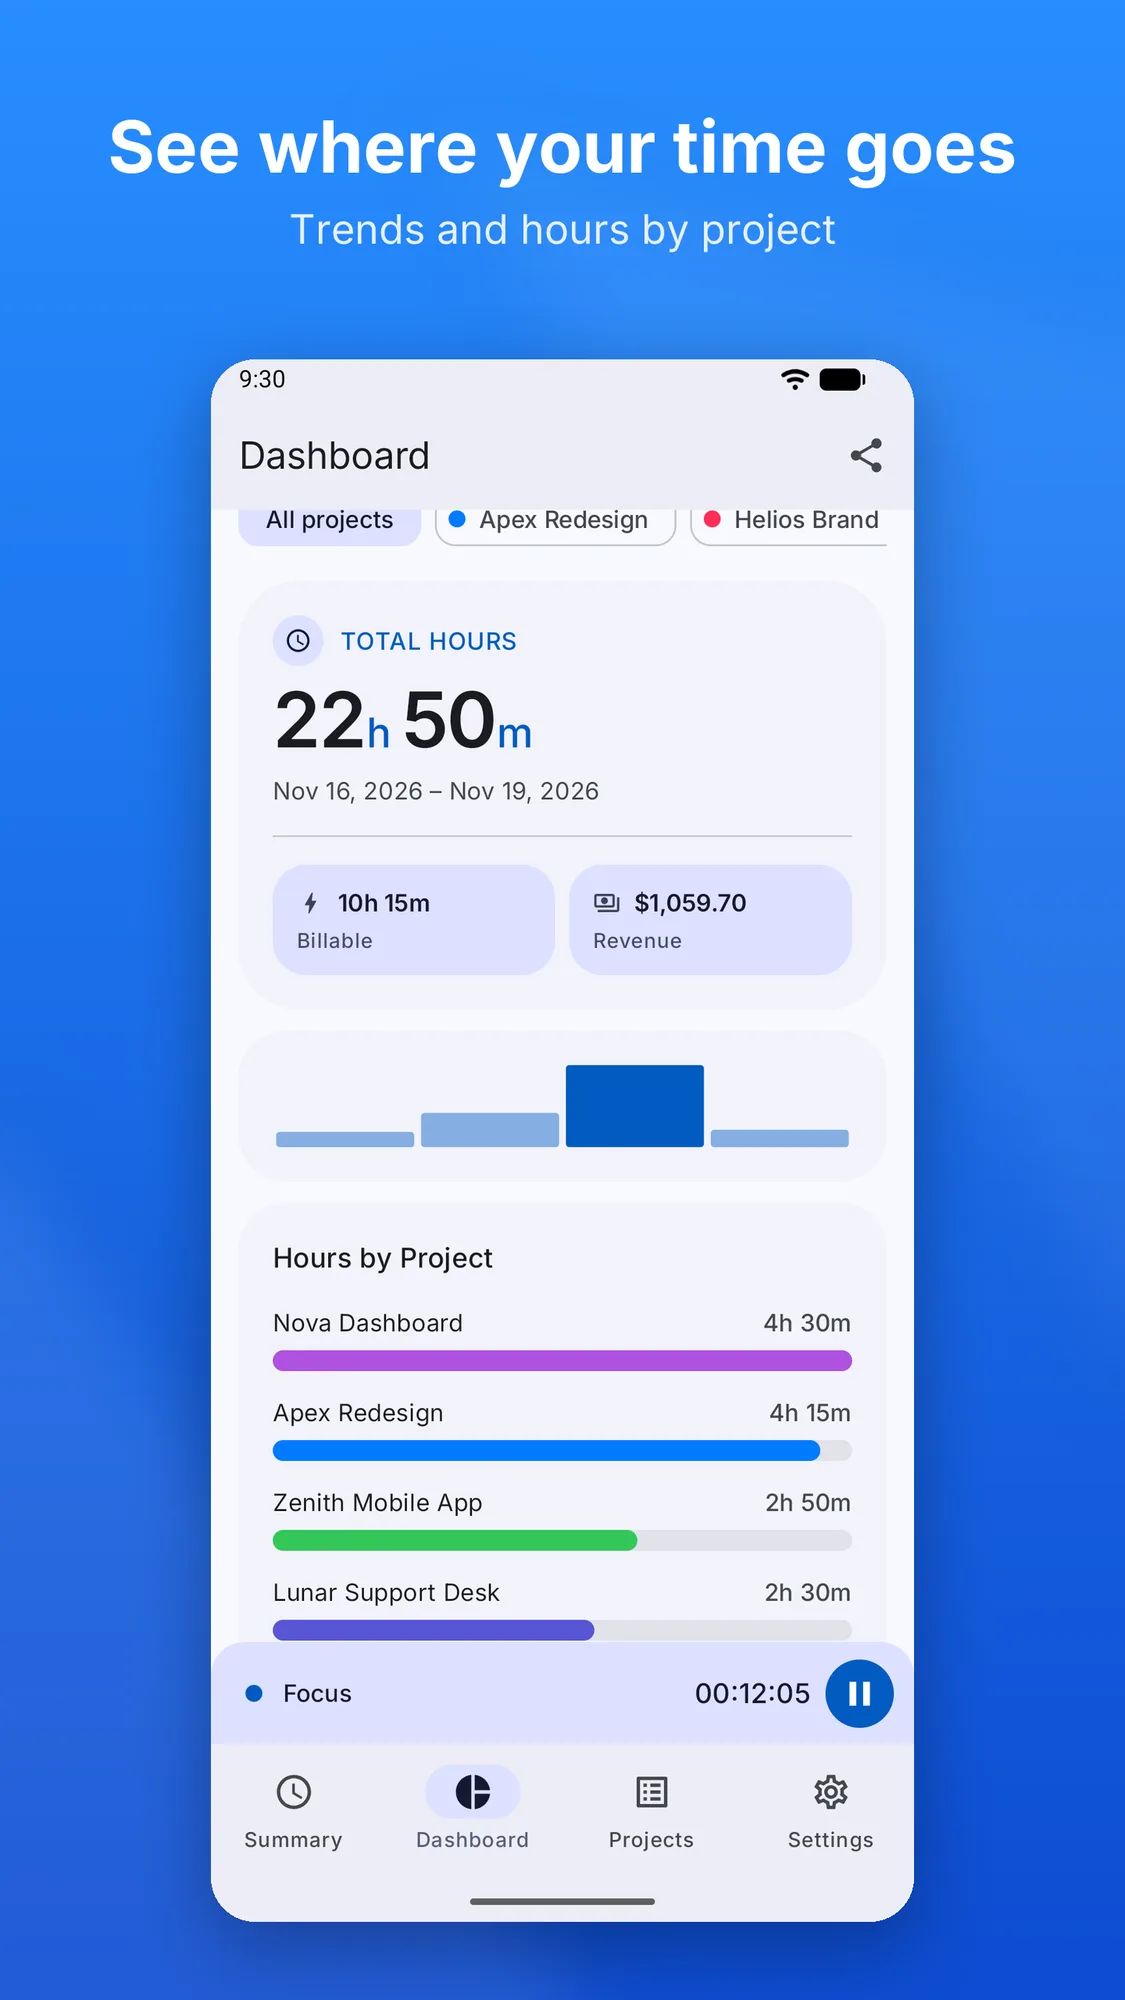 See where your time goes
Trends and hours by project
9:30
Dashboard
All projects
Apex Redesign
Helios Brand
TOTAL HOURS
22h 50m
Nov 16, 2026 – Nov 19, 2026
10h 15m
Billable
$1,059.70
Revenue
Hours by Project
Nova Dashboard
4h 30m
Apex Redesign
4h 15m
Zenith Mobile App
2h 50m
Lunar Support Desk
2h 30m
Focus
00:12:05
Summary
Dashboard
Projects
Settings